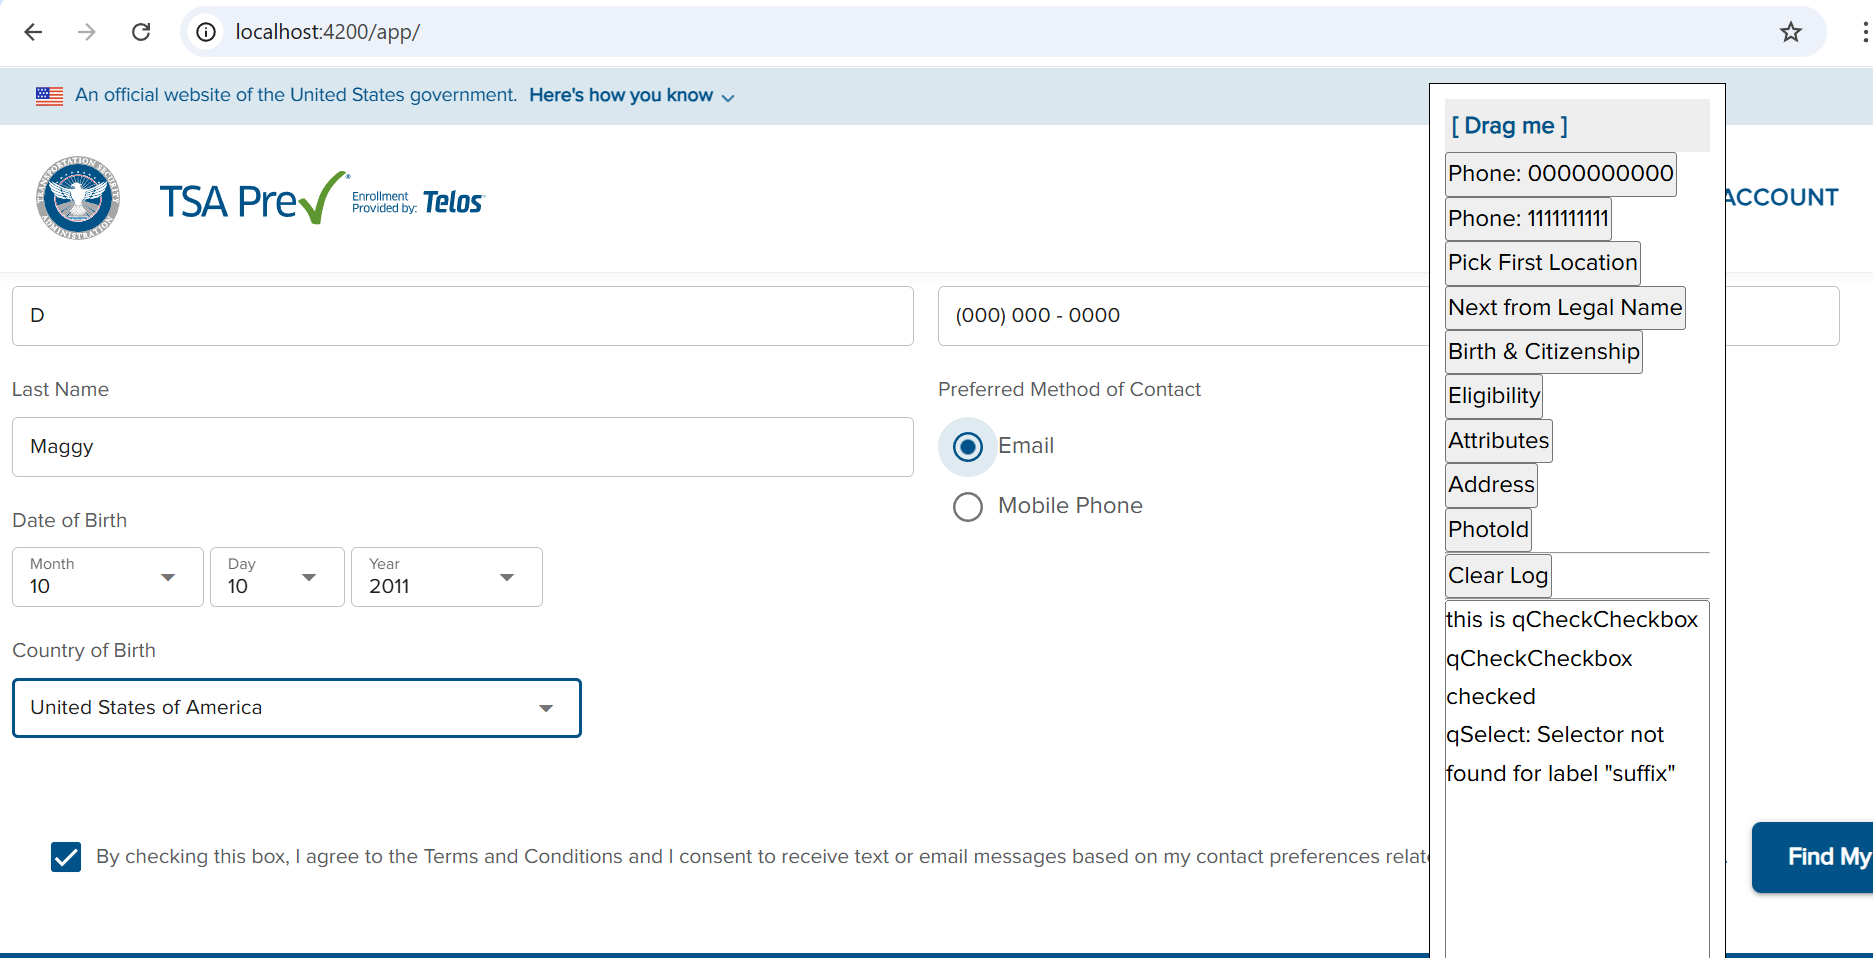 localhost:4200/app/
An official website of the United States government. Here's how you know
[ Drag me ]
Phone: 0000000000
Phone: 1111111111
Pick First Location
Next from Legal Name
Birth & Citizenship
Eligibility
Attributes
Address
PhotoId
Clear Log
this is qCheckCheckbox
qCheckCheckbox
checked
qSelect: Selector not
found for label "suffix"
TRANSPORTATION SECURITY ADMINISTRATION
TSA Pre
Enrollment
Provided by: Telos
ACCOUNT
D
(000) 000 - 0000
Last Name
Maggy
Preferred Method of Contact
Email
Mobile Phone
Date of Birth
Month
10
Day
10
Year
2011
Country of Birth
United States of America
By checking this box, I agree to the Terms and Conditions and I consent to receive text or email messages based on my contact preferences relat
Find My